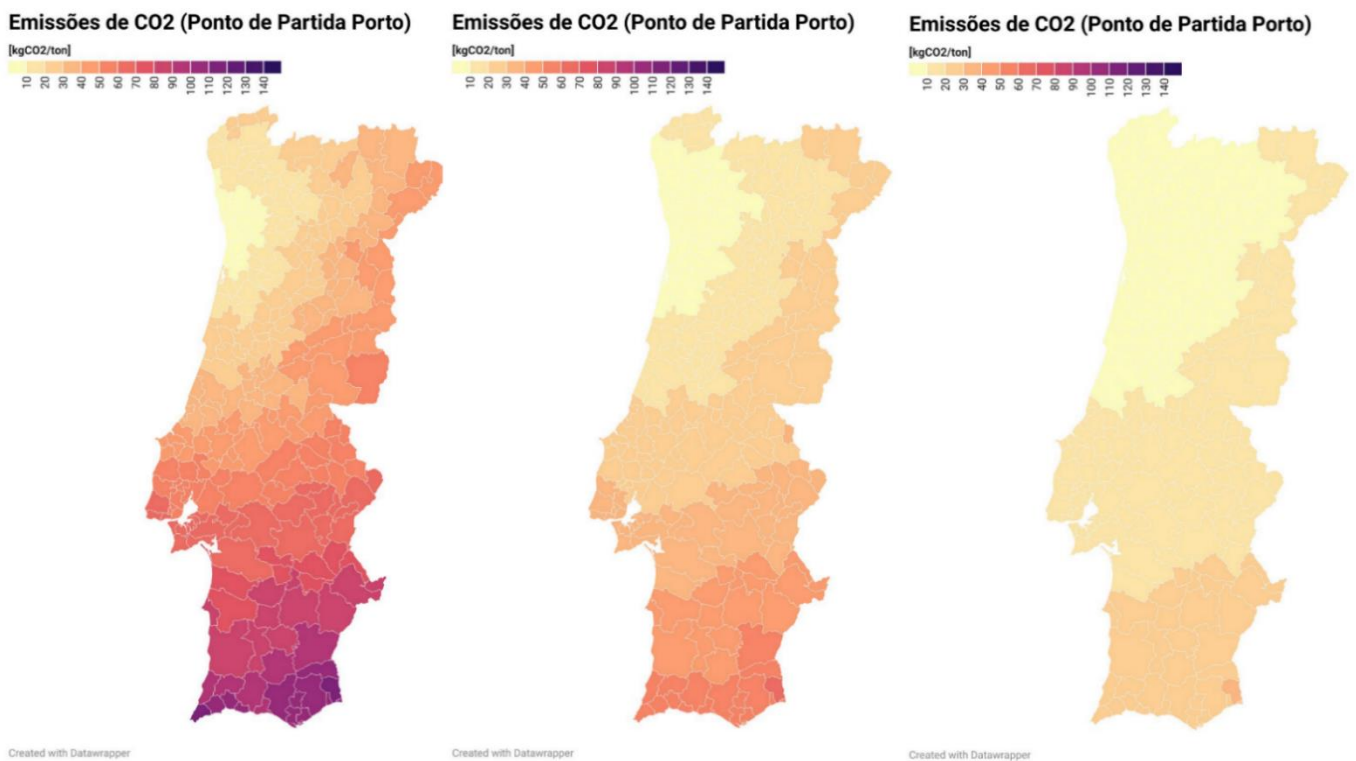 Emissões de CO2 (Ponto de Partida Porto)
[kgCO2/ton]
10 20 30 40 50 60 70 80 90 100 110 120 130 140
Created with Datawrapper
Emissões de CO2 (Ponto de Partida Porto)
[kgCO2/ton]
10 20 30 40 50 60 70 80 90 100 110 120 130 140
Created with Datawrapper
Emissões de CO2 (Ponto de Partida Porto)
[kgCO2/ton]
10 20 30 40 50 60 70 80 90 100 110 120 130 140
Created with Datawrapper